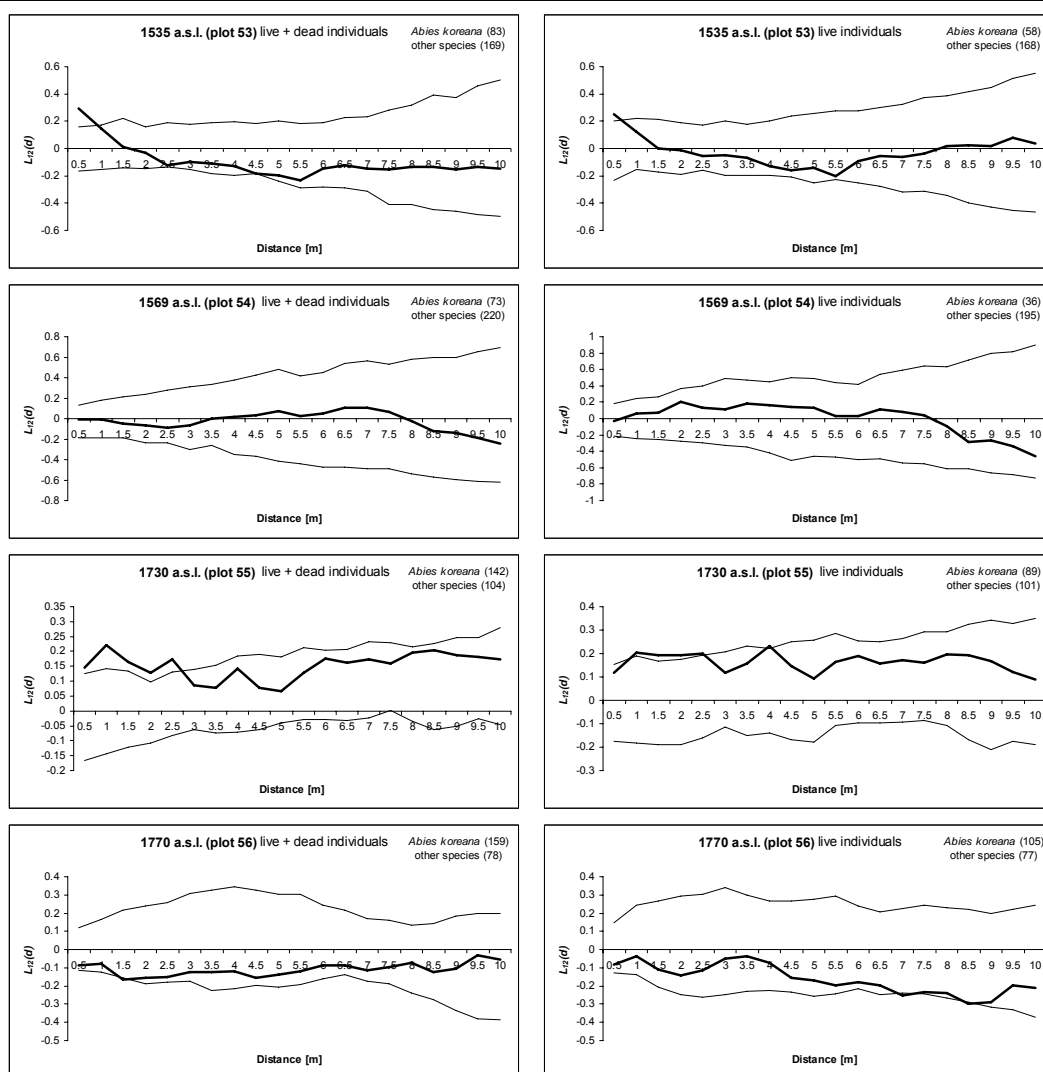 1535 a.s.l. (plot 53) live + dead individuals
Abies koreana (83)
other species (169)
L12(d)
0.6
0.4
0.2
0
-0.2
-0.4
-0.6
0.5 1 1.5 2 2.5 3 3.5 4 4.5 5 5.5 6 6.5 7 7.5 8 8.5 9 9.5 10
Distance [m]
1535 a.s.l. (plot 53) live individuals
Abies koreana (58)
other species (168)
L12(d)
0.6
0.4
0.2
0
-0.2
-0.4
-0.6
0.5 1 1.5 2 2.5 3 3.5 4 4.5 5 5.5 6 6.5 7 7.5 8 8.5 9 9.5 10
Distance [m]
1569 a.s.l. (plot 54) live + dead individuals
Abies koreana (73)
other species (220)
L12(d)
0.8
0.6
0.4
0.2
0
-0.2
-0.4
-0.6
-0.8
0.5 1 1.5 2 2.5 3 3.5 4 4.5 5 5.5 6 6.5 7 7.5 8 8.5 9 9.5 10
Distance [m]
1569 a.s.l. (plot 54) live individuals
Abies koreana (36)
other species (195)
L12(d)
1
0.8
0.6
0.4
0.2
0
-0.2
-0.4
-0.6
-0.8
-1
0.5 1 1.5 2 2.5 3 3.5 4 4.5 5 5.5 6 6.5 7 7.5 8 8.5 9 9.5 10
Distance [m]
1730 a.s.l. (plot 55) live + dead individuals
Abies koreana (142)
other species (104)
L12(d)
0.35
0.3
0.25
0.2
0.15
0.1
0.05
0
-0.05
-0.1
-0.15
-0.2
0.5 1 1.5 2 2.5 3 3.5 4 4.5 5 5.5 6 6.5 7 7.5 8 8.5 9 9.5 10
Distance [m]
1730 a.s.l. (plot 55) live individuals
Abies koreana (89)
other species (101)
L12(d)
0.4
0.3
0.2
0.1
0
-0.1
-0.2
-0.3
0.5 1 1.5 2 2.5 3 3.5 4 4.5 5 5.5 6 6.5 7 7.5 8 8.5 9 9.5 10
Distance [m]
1770 a.s.l. (plot 56) live + dead individuals
Abies koreana (159)
other species (78)
L12(d)
0.4
0.3
0.2
0.1
0
-0.1
-0.2
-0.3
-0.4
-0.5
0.5 1 1.5 2 2.5 3 3.5 4 4.5 5 5.5 6 6.5 7 7.5 8 8.5 9 9.5 10
Distance [m]
1770 a.s.l. (plot 56) live individuals
Abies koreana (105)
other species (77)
L12(d)
0.4
0.3
0.2
0.1
0
-0.1
-0.2
-0.3
-0.4
-0.5
0.5 1 1.5 2 2.5 3 3.5 4 4.5 5 5.5 6 6.5 7 7.5 8 8.5 9 9.5 10
Distance [m]